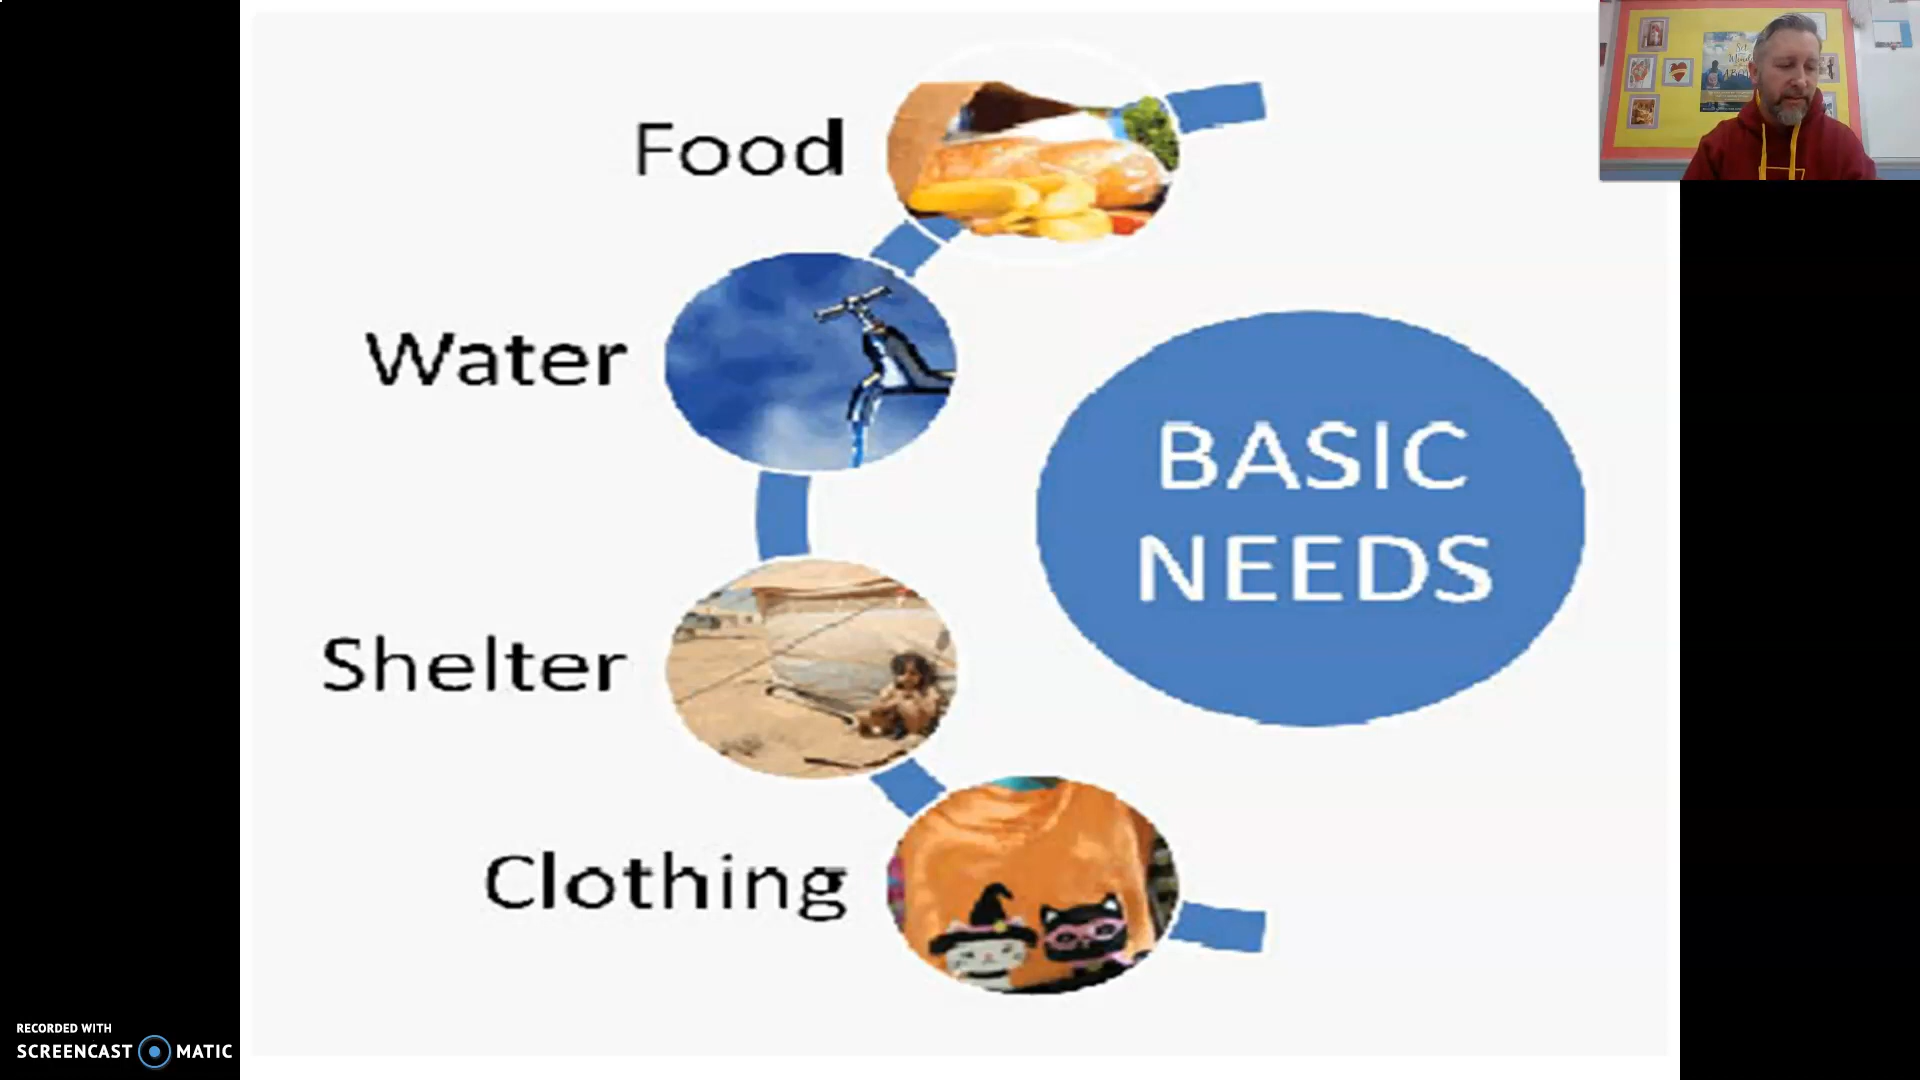 Food
Water
BASIC
NEEDS
Shelter
Clothing
RECORDED WITH
SCREENCAST MATIC